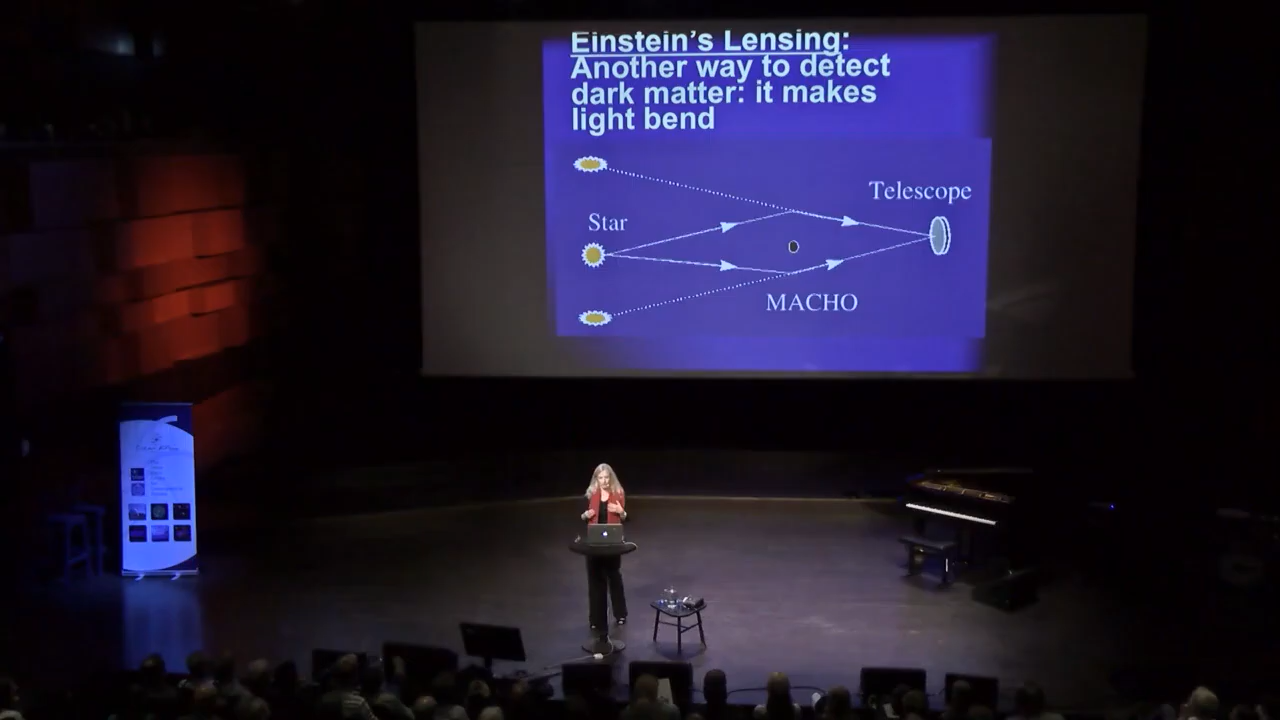 Einstein's Lensing:
Another way to detect
dark matter: it makes
light bend
Telescope
Star
MACHO